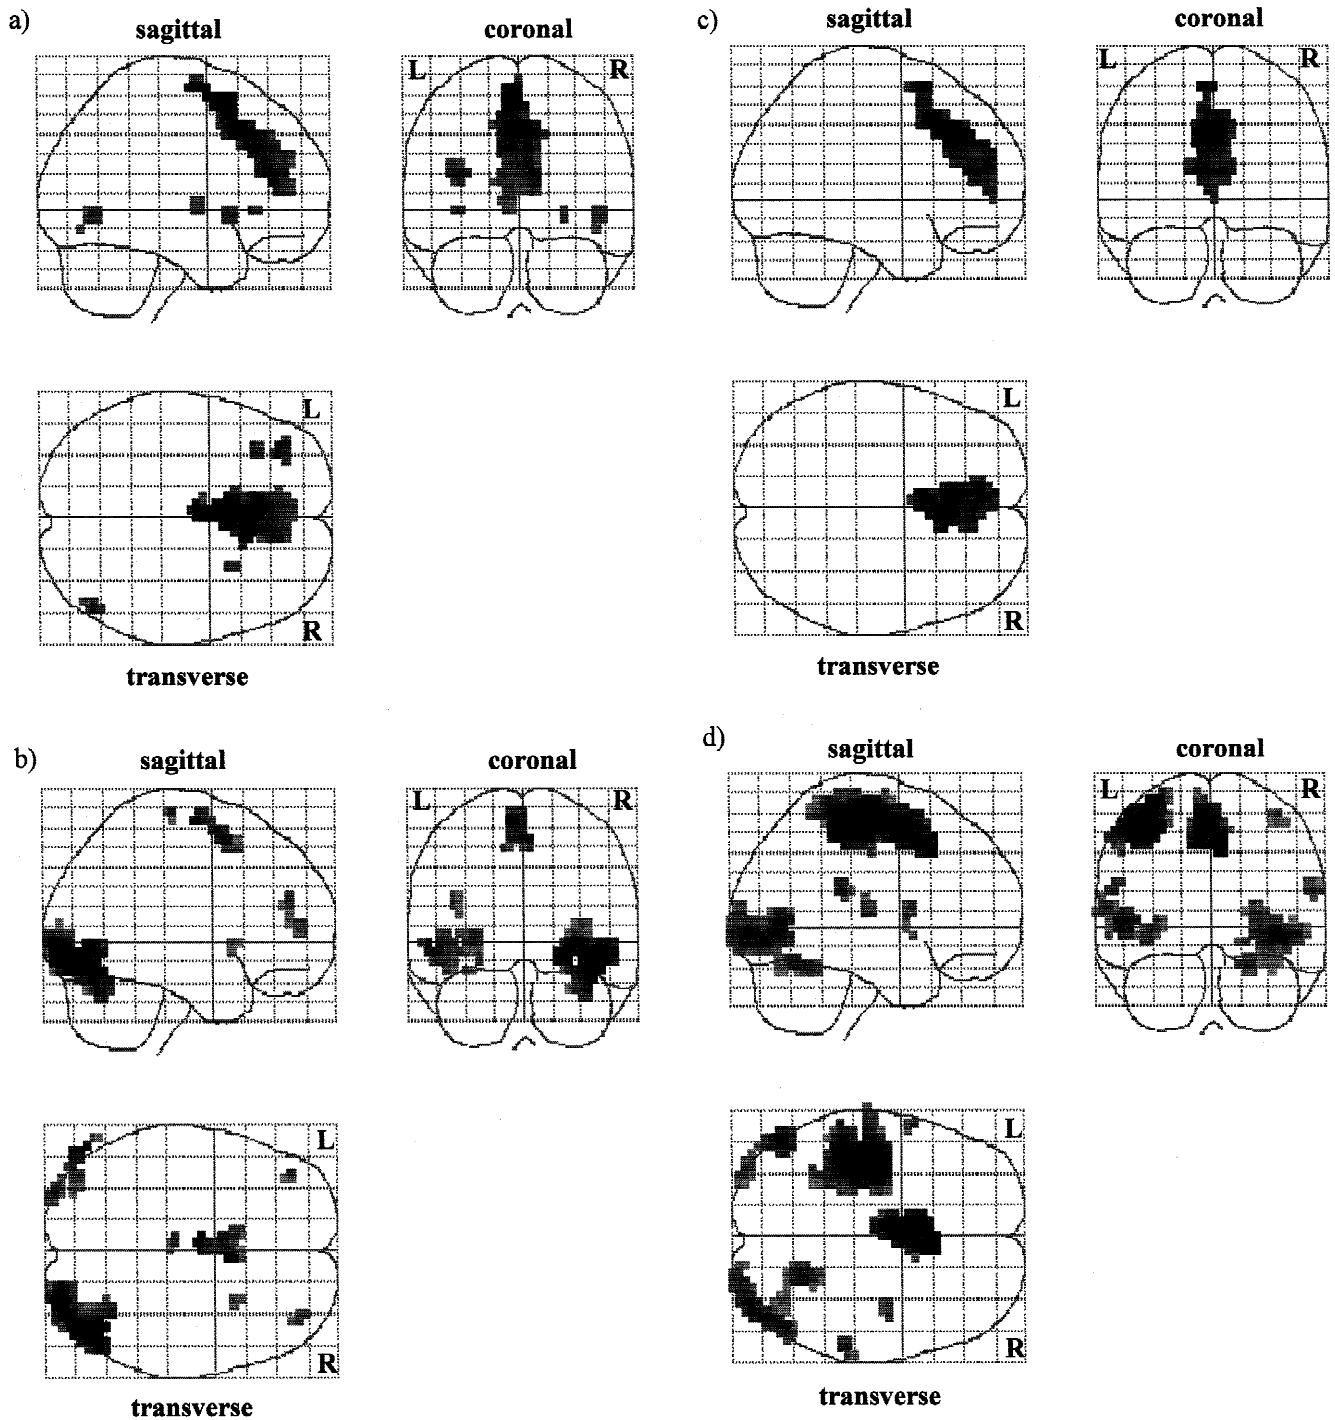 a)
sagittal
coronal
L
R
L
R
transverse
c)
sagittal
coronal
L
R
L
R
transverse
b)
sagittal
coronal
L
R
L
R
transverse
d)
sagittal
coronal
L
R
L
R
transverse